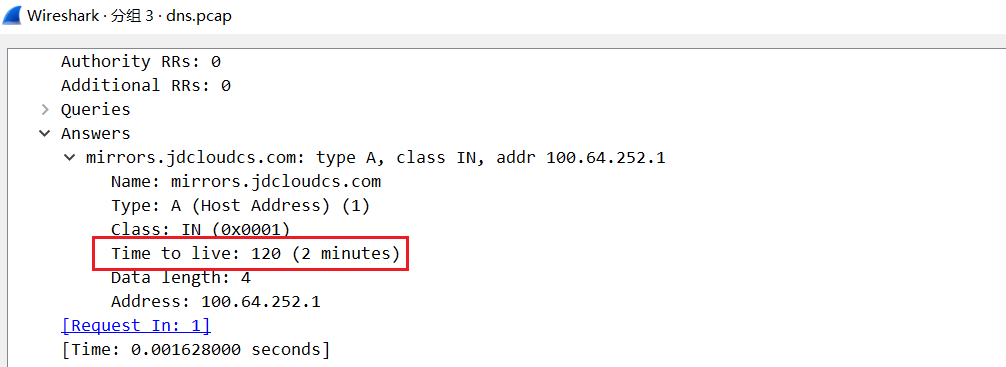 Wireshark · 分组 3 · dns.pcap
Authority RRs: 0
Additional RRs: 0
Queries
Answers
mirrors.jdcloudcs.com: type A, class IN, addr 100.64.252.1
Name: mirrors.jdcloudcs.com
Type: A (Host Address) (1)
Class: IN (0x0001)
Time to live: 120 (2 minutes)
Data length: 4
Address: 100.64.252.1
[Request In: 1]
[Time: 0.001628000 seconds]